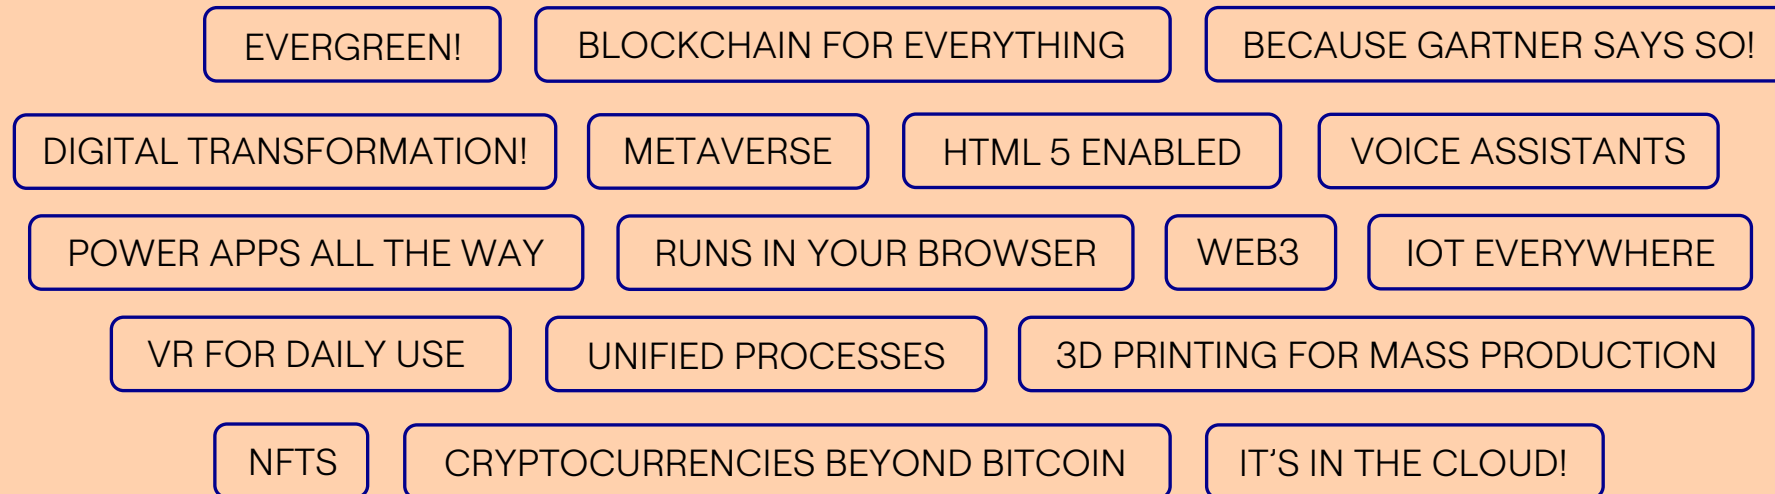 EVERGREEN!
BLOCKCHAIN FOR EVERYTHING
BECAUSE GARTNER SAYS SO!
DIGITAL TRANSFORMATION!
METAVERSE
HTML 5 ENABLED
VOICE ASSISTANTS
POWER APPS ALL THE WAY
RUNS IN YOUR BROWSER
WEB3
IOT EVERYWHERE
VR FOR DAILY USE
UNIFIED PROCESSES
3D PRINTING FOR MASS PRODUCTION
NFTS
CRYPTOCURRENCIES BEYOND BITCOIN
IT’S IN THE CLOUD!